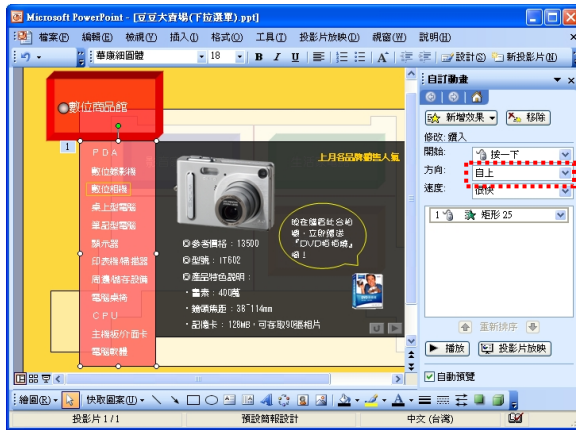 Microsoft PowerPoint - [豆豆大賣場(下拉選單).ppt]
檔案(F) 編輯(E) 檢視(V) 插入(I) 格式(O) 工具(T) 投影片放映(D) 視窗(W) 說明(H)
華康細圓體 18 B I U 設計(S) 新投影片(N)
自訂動畫
新增效果 移除
修改: 鑽入
開始: 按一下
方向: 自上
速度: 很快
1 矩形 25
重新排序
播放 投影片放映
自動預覽
數位商品館
1
PDA
數位攝影機
數位相機
桌上型電腦
筆記型電腦
顯示器
印表機/掃描器
周邊/儲存設備
電腦桌椅
CPU
主機板/介面卡
電腦軟體
上月各品牌銷售人氣
現在購買此台相機，立即贈送『DVD相相燒』喔！
◎參考價格：13500
◎型號：IT602
◎產品特色說明：
・畫素：400萬
・鏡頭焦距：38~114mm
・記憶卡：128MB，可存取90張相片
繪圖(R) 快取圖案(U)
投影片 1 / 1 預設簡報設計 中文 (台灣)